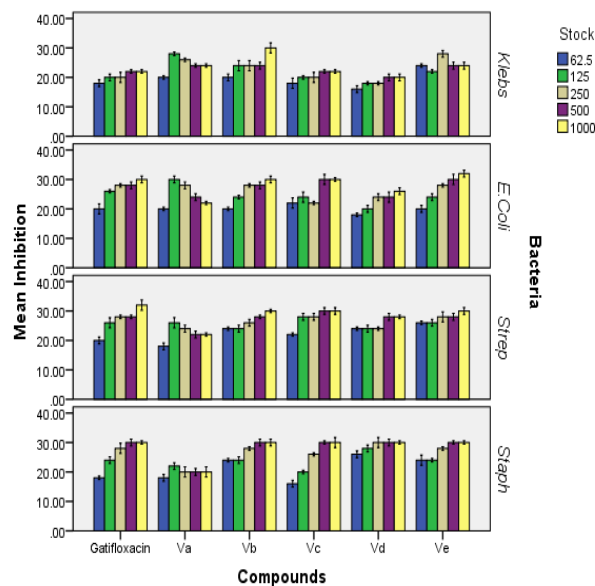 Stock
62.5
125
250
500
1000
40.00
30.00
20.00
10.00
.00
Klebs
40.00
30.00
20.00
10.00
.00
E.Coli
40.00
30.00
20.00
10.00
.00
Strep
40.00
30.00
20.00
10.00
.00
Staph
Mean Inhibition
Bacteria
Gatifloxacin Va Vb Vc Vd Ve
Compounds